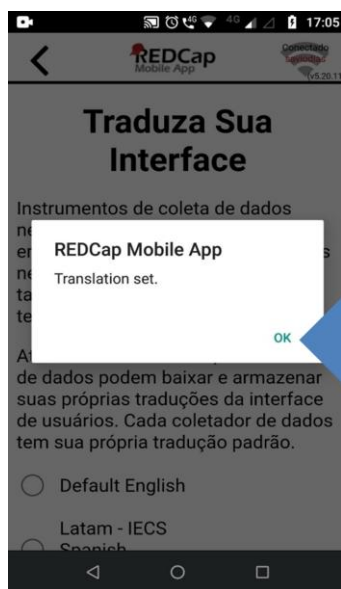 4G 4G 17:05
REDCap
Mobile App
Conectado
(v5.20.11
Traduza Sua
Interface
Instrumentos de coleta de dados
REDCap Mobile App
Translation set.
OK
de dados podem baixar e armazenar
suas próprias traduções da interface
de usuários. Cada coletador de dados
tem sua própria tradução padrão.
Default English
Latam - IECS
Spanish